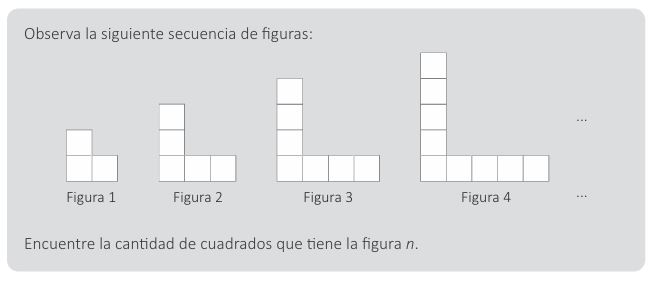 Observa la siguiente secuencia de figuras:
...
Figura 1 Figura 2 Figura 3 Figura 4 ...
Encuentre la cantidad de cuadrados que tiene la figura n.